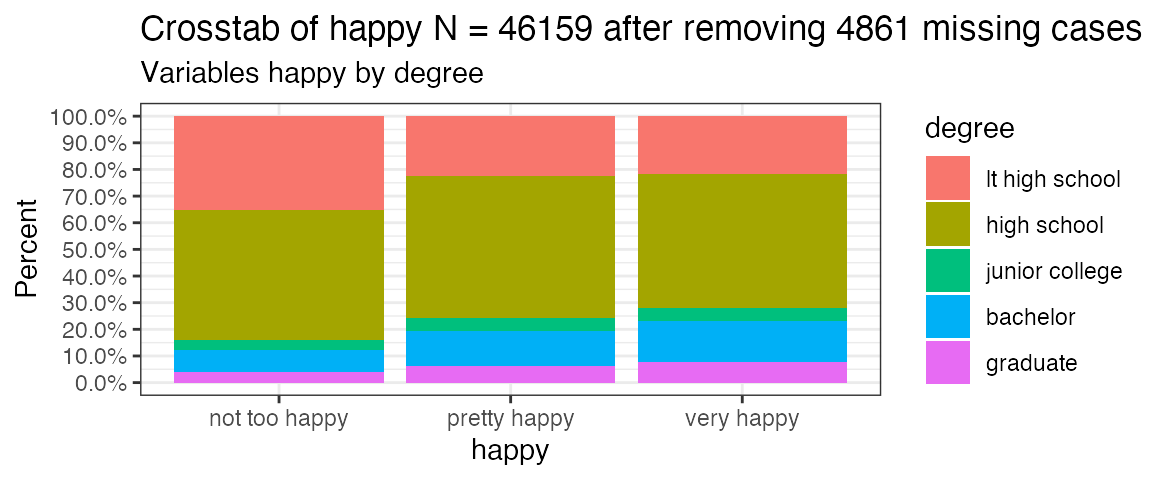 Crosstab of happy N = 46159 after removing 4861 missing cases
Variables happy by degree
Percent
100.0%
90.0%
80.0%
70.0%
60.0%
50.0%
40.0%
30.0%
20.0%
10.0%
0.0%
not too happy
pretty happy
very happy
happy
degree
lt high school
high school
junior college
bachelor
graduate